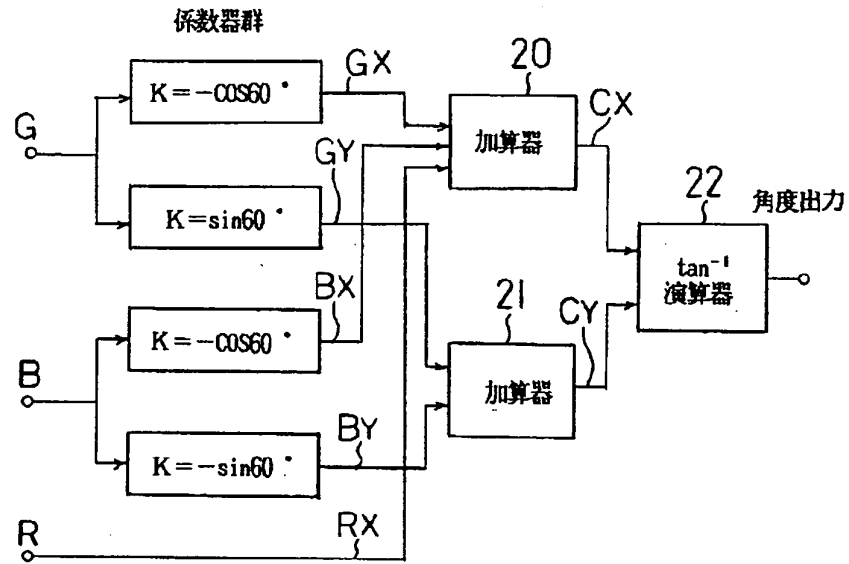 係数器群
K=-COS60°
GX
20
CX
G
加算器
GY
22
角度出力
K=sin60°
tan⁻¹
演算器
BX
21
CY
K=-COS60°
B
加算器
BY
K=-sin60°
R
RX